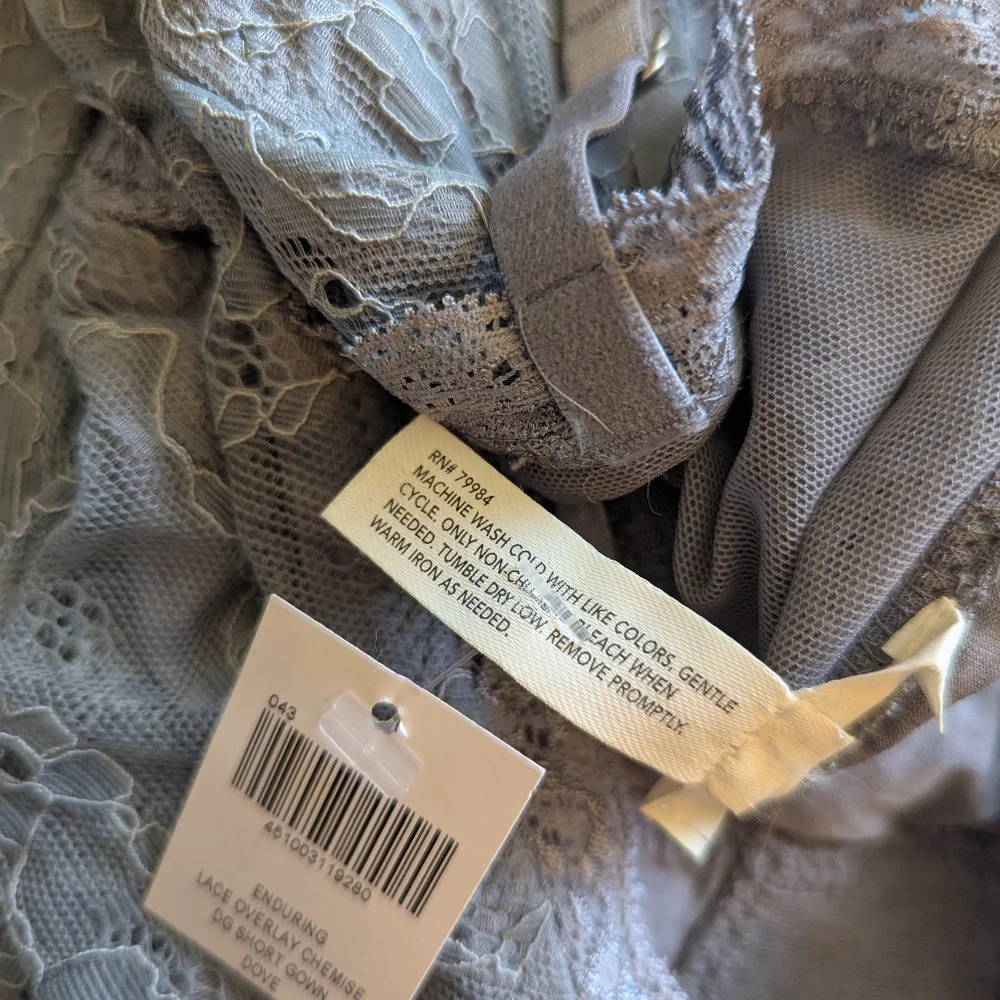 RN# 79984
MACHINE WASH COLD WITH LIKE COLORS. GENTLE
CYCLE. ONLY NON-CHLORINE BLEACH WHEN
NEEDED. TUMBLE DRY LOW. REMOVE PROMPTLY.
WARM IRON AS NEEDED.
043
461003119280
ENDURING
LACE OVERLAY CHEMISE
DG SHORT GOWN
DOVE